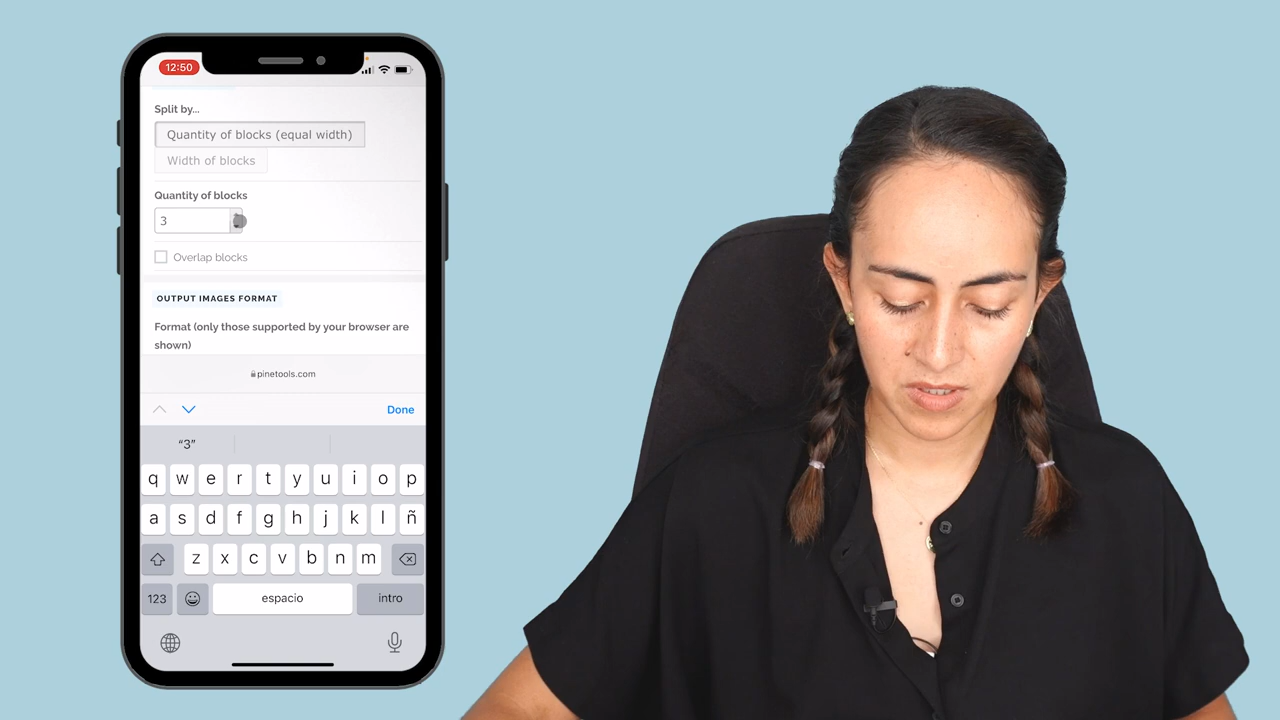 12:50
Split by...
Quantity of blocks (equal width)
Width of blocks
Quantity of blocks
3
Overlap blocks
OUTPUT IMAGES FORMAT
Format (only those supported by your browser are
shown)
pinetools.com
Done
“3”
q w e r t y u i o p
a s d f g h j k l ñ
z x c v b n m
123 espacio intro